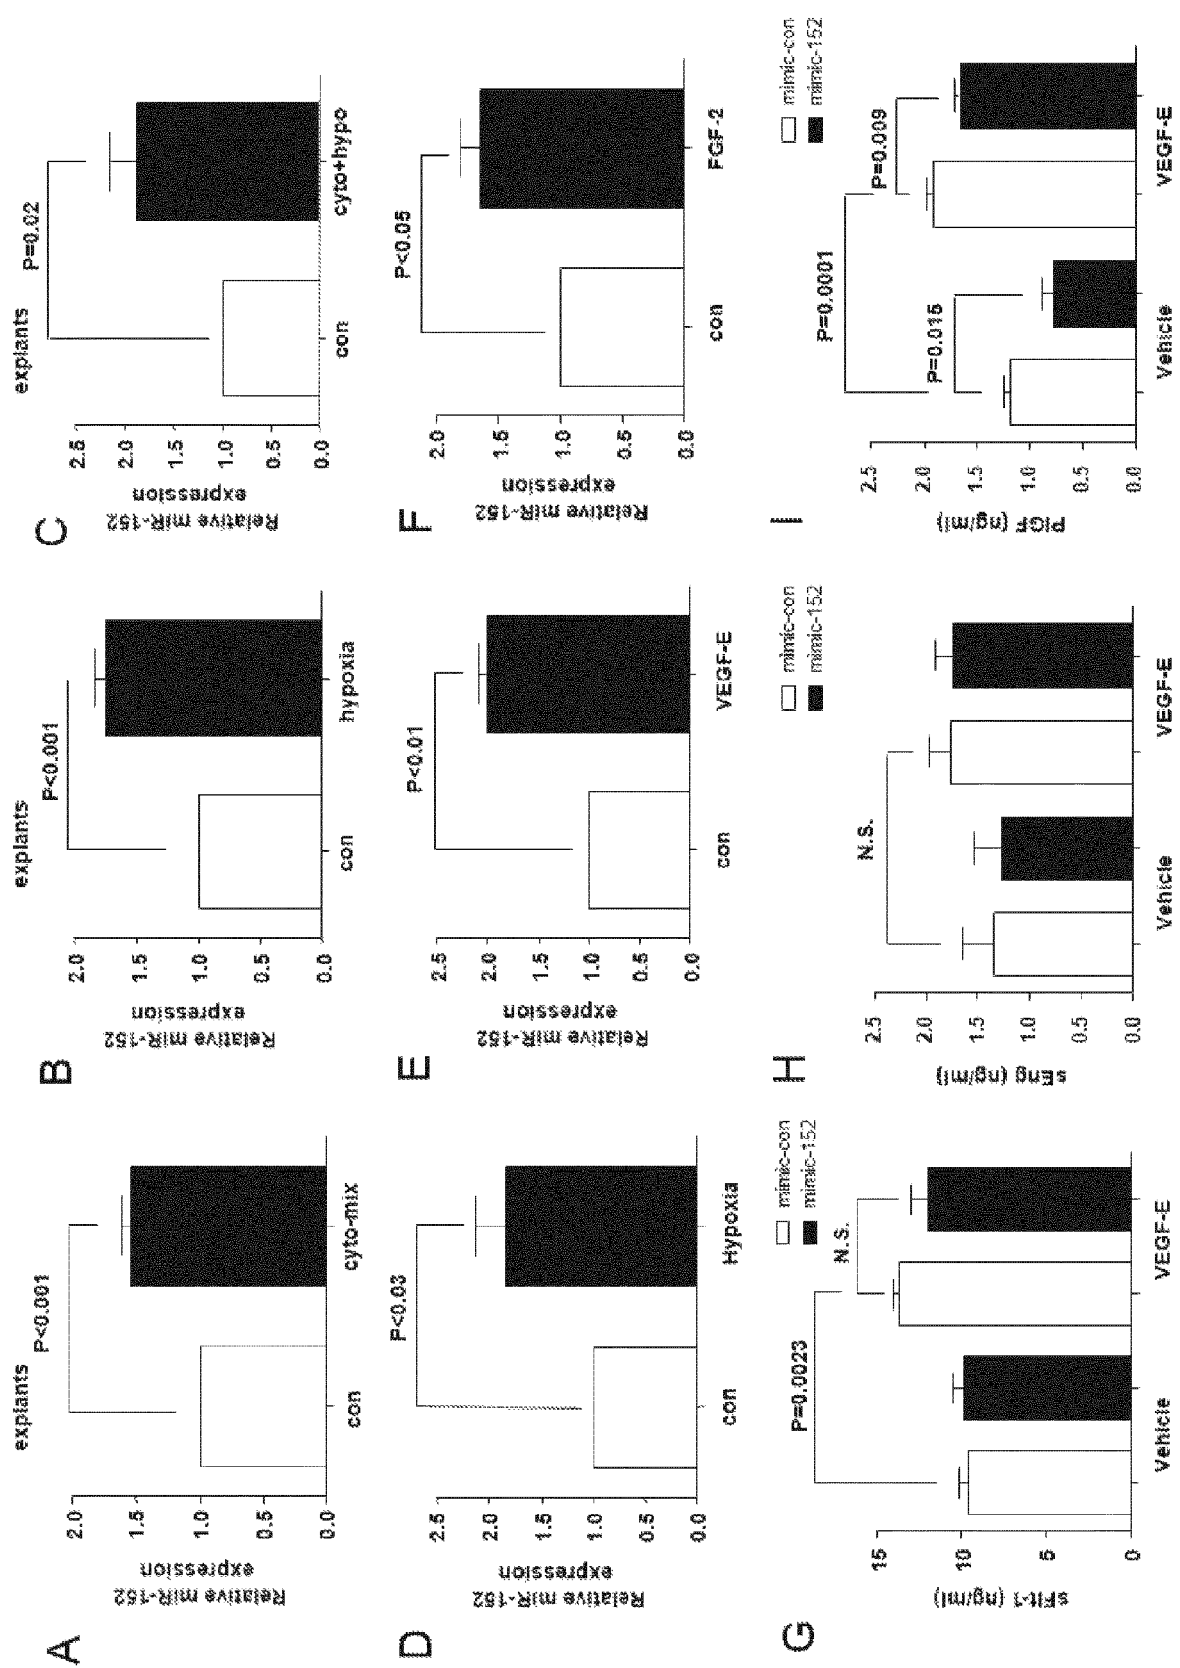 A
explants
P<0.001
Relative miR-152
expression
2.0
1.5
1.0
0.5
0.0
con
cyto-mix
B
explants
P<0.001
Relative miR-152
expression
2.0
1.5
1.0
0.5
0.0
con
hypoxia
C
explants
P=0.02
Relative miR-152
expression
2.5
2.0
1.5
1.0
0.5
0.0
con
cyto+hypo
D
P<0.03
Relative miR-152
expression
2.5
2.0
1.5
1.0
0.5
0.0
con
Hypoxia
E
P<0.01
Relative miR-152
expression
2.5
2.0
1.5
1.0
0.5
0.0
con
VEGF-E
F
P<0.05
Relative miR-152
expression
2.0
1.5
1.0
0.5
0.0
con
FGF-2
G
mimic-con
mimic-152
P=0.0023
N.S.
sFlt-1 (ng/ml)
15
10
5
0
Vehicle
VEGF-E
H
mimic-con
mimic-152
N.S.
sEng (ng/ml)
2.5
2.0
1.5
1.0
0.5
0.0
Vehicle
VEGF-E
I
mimic-con
mimic-152
P=0.0001
P=0.009
P=0.015
PlGF (ng/ml)
2.5
2.0
1.5
1.0
0.5
0.0
Vehicle
VEGF-E